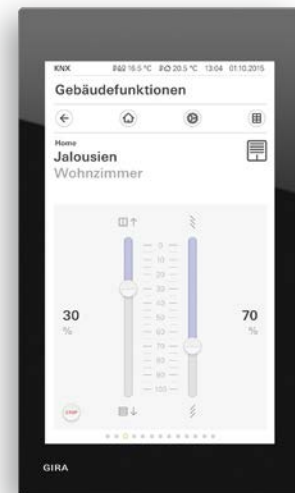 KNX 16.5 °C 20.5 °C 13:04 01.10.2015
Gebäudefunktionen
Home
Jalousien
Wohnzimmer
0
10
20
30
40
50
60
70
80
90
100
30
%
70
%
STOP
GIRA